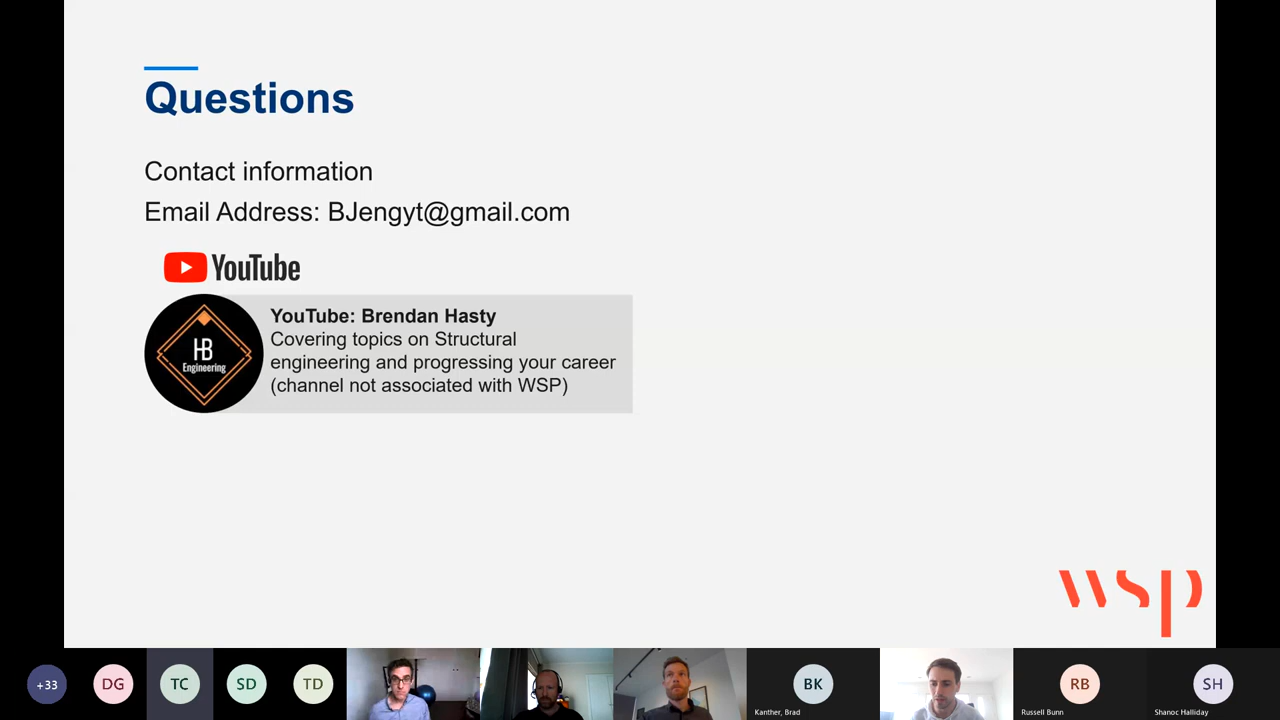 Questions
Contact information
Email Address: BJengyt@gmail.com
YouTube
HB
Engineering
YouTube: Brendan Hasty
Covering topics on Structural
engineering and progressing your career
(channel not associated with WSP)
wsp
+33
DG
TC
SD
TD
BK
Kanther, Brad
RB
Russell Bunn
SH
Shanoc Halliday